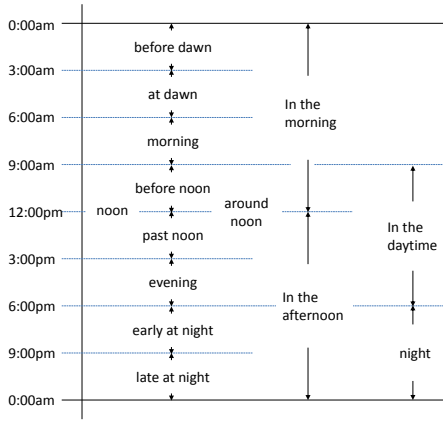 0:00am
before dawn
3:00am
at dawn
In the
morning
6:00am
morning
9:00am
before noon
12:00pm
noon
around
noon
past noon
In the
daytime
3:00pm
evening
In the
afternoon
6:00pm
early at night
9:00pm
night
late at night
0:00am